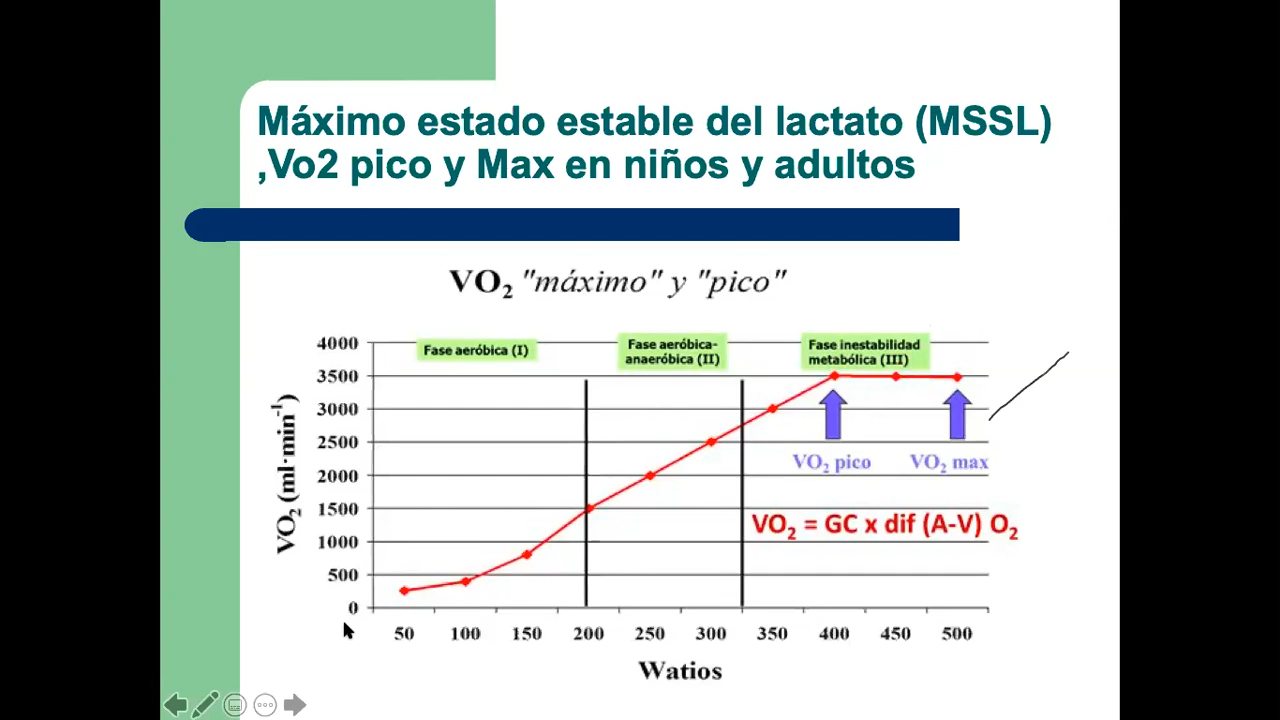 Máximo estado estable del lactato (MSSL)
,Vo2 pico y Max en niños y adultos
VO₂ "máximo" y "pico"
Fase aeróbica (I)
Fase aeróbica-
anaeróbica (II)
Fase inestabilidad
metabólica (III)
4000
3500
3000
2500
2000
1500
1000
500
0
VO₂ (ml·min⁻¹)
VO₂ pico
VO₂ max
VO₂ = GC x dif (A-V) O₂
50 100 150 200 250 300 350 400 450 500
Watios